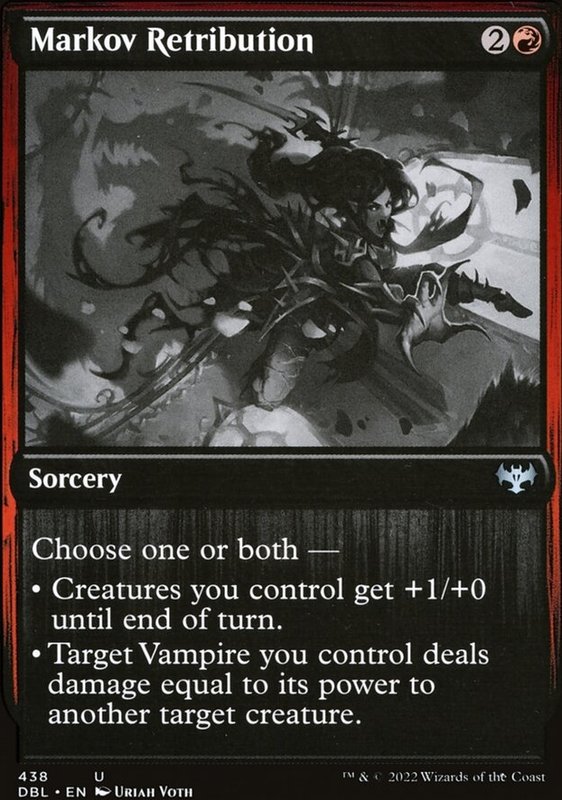 Markov Retribution 2
Sorcery
Choose one or both —
• Creatures you control get +1/+0
until end of turn.
• Target Vampire you control deals
damage equal to its power to
another target creature.
438 U
DBL • EN Uriah Voth
™ & © 2022 Wizards of the Coast